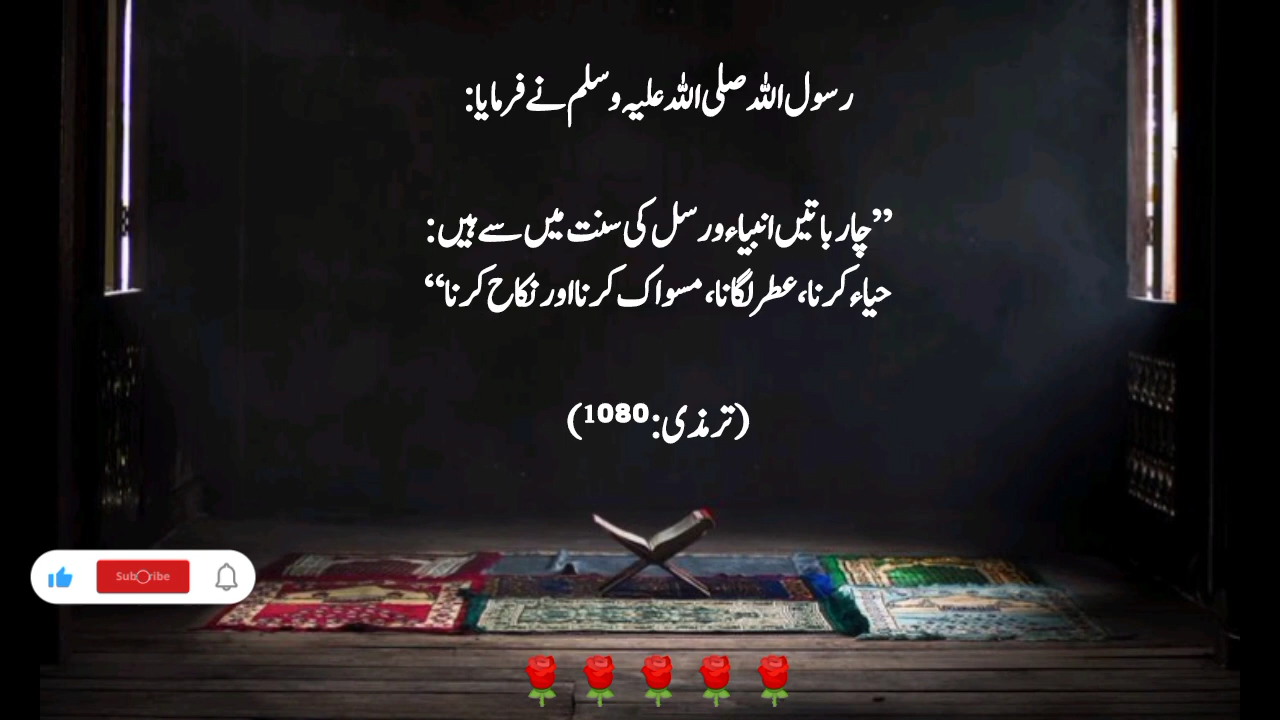 رسول اللہ صلی اللہ علیہ وسلم نے فرمایا:
”چار باتیں انبیاء ورسل کی سنت میں سے ہیں:
حیاء کرنا، عطر لگانا، مسواک کرنا اور نکاح کرنا“
(ترمذی: 1080)
Subscribe